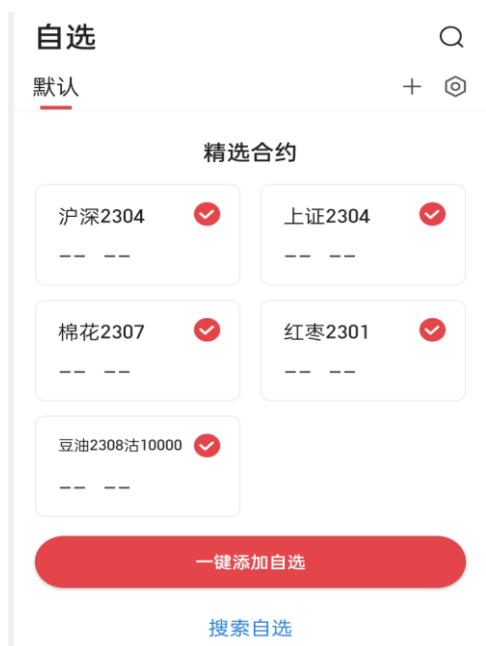 自选
默认
精选合约
沪深2304
上证2304
-- --
-- --
棉花2307
红枣2301
-- --
-- --
豆油2308沽10000
-- --
一键添加自选
搜索自选